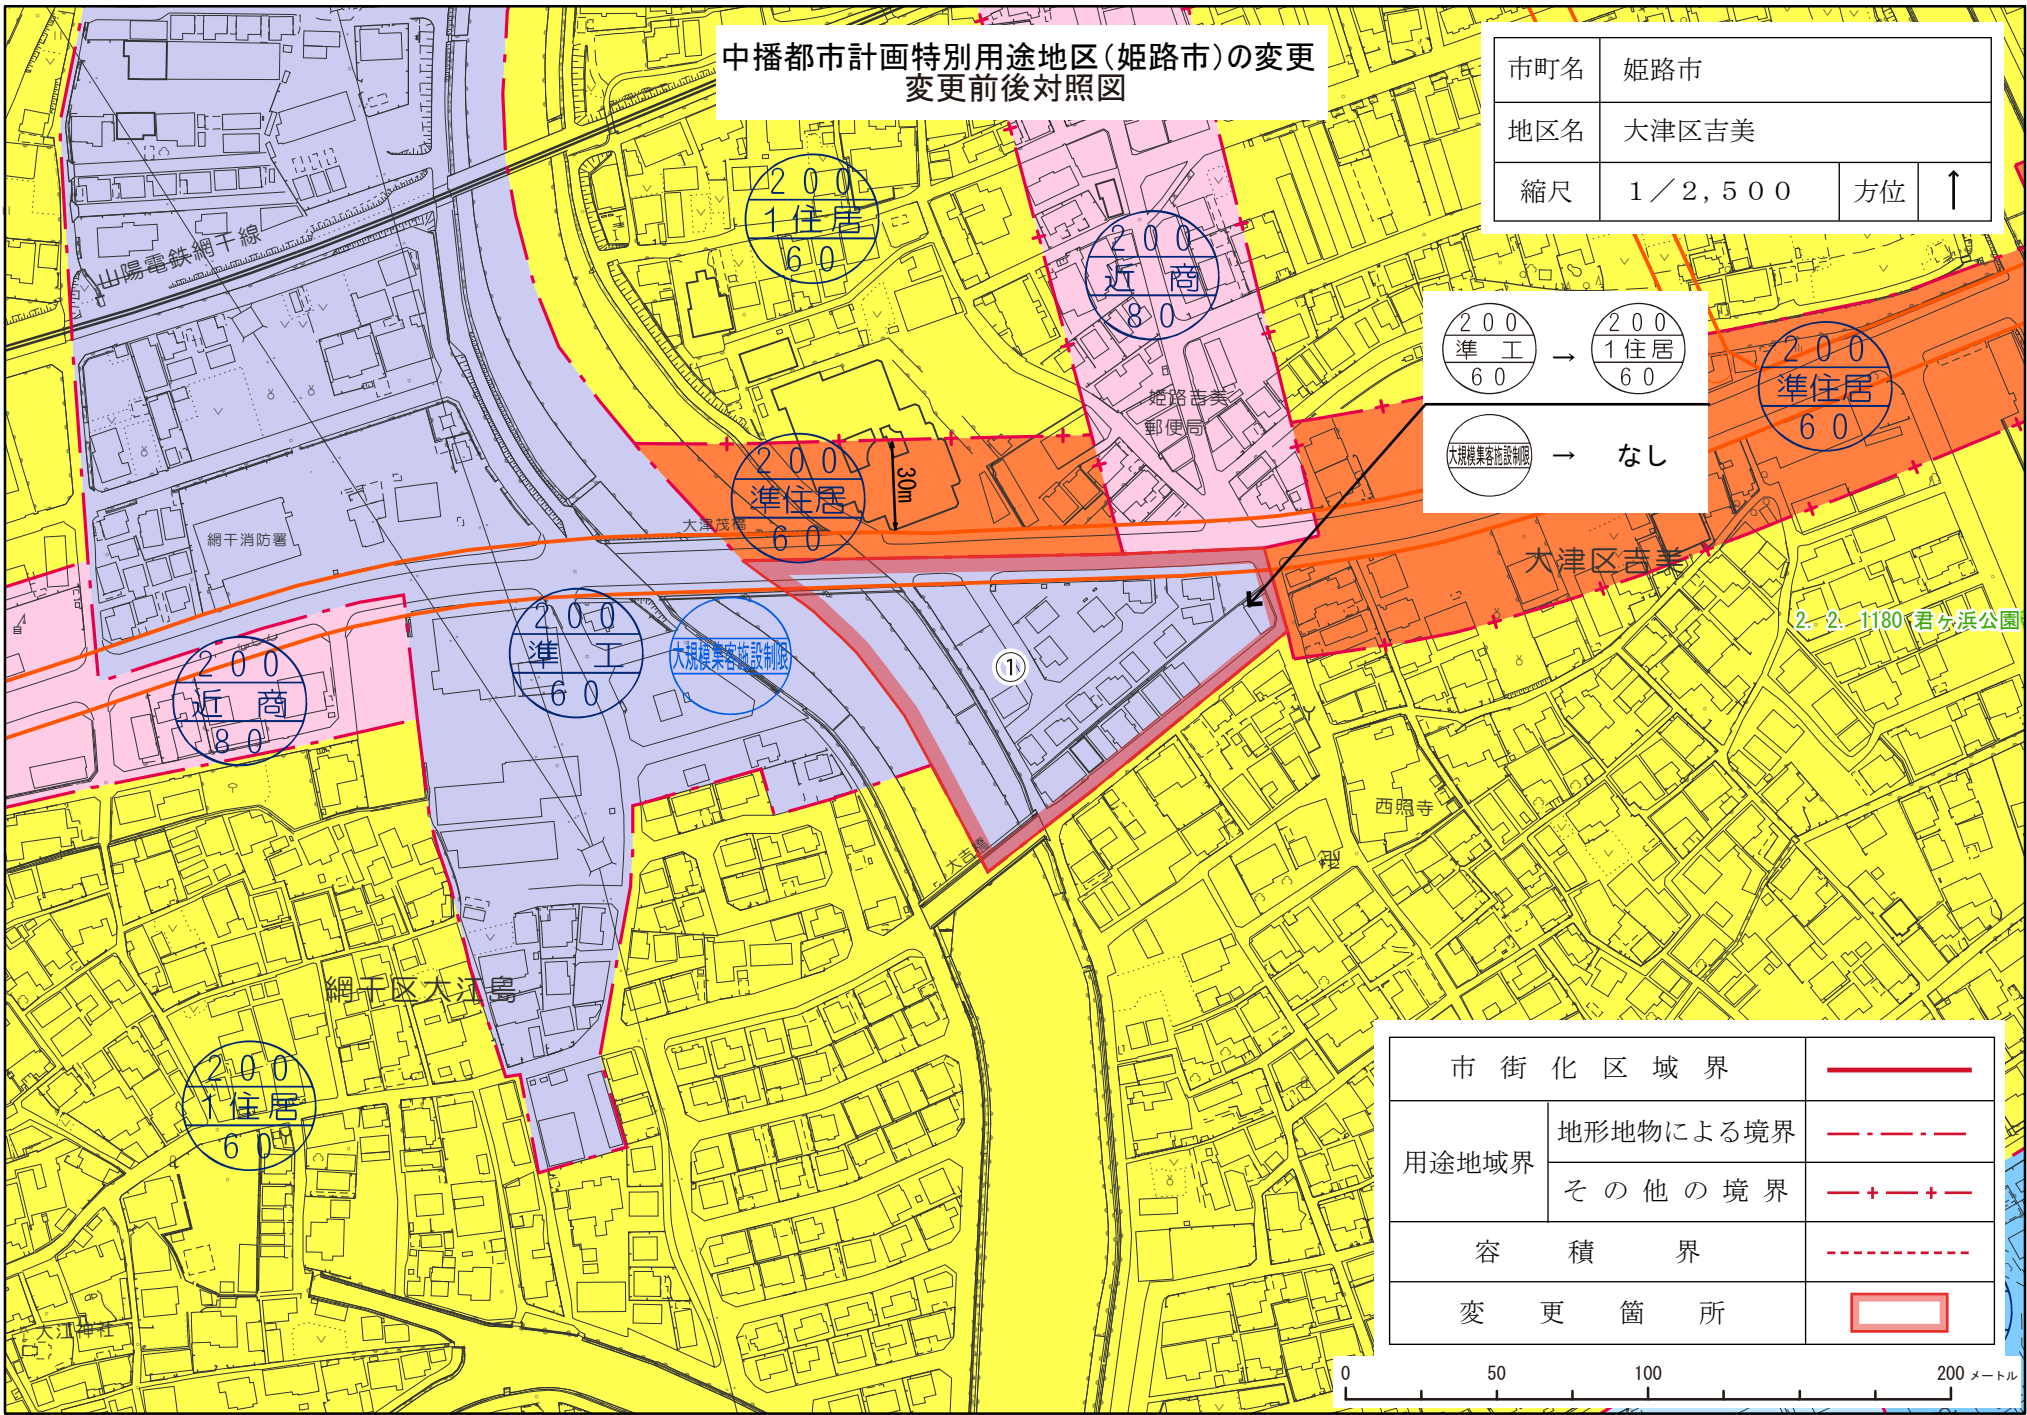 中播都市計画特別用途地区(姫路市)の変更
変更前後対照図
市町名 姫路市
地区名 大津区吉美
縮尺 1/2,500 方位 ↑
山陽電鉄網干線
200
1住居
60
200
近商
80
200
準工
60
→
200
1住居
60
大規模集客施設制限 → なし
200
準住居
60
姫路吉美
郵便局
200
準住居
60
30m
大津茂橋
網干消防署
大津区吉美
2. 2. 1180 君ヶ浜公園
200
準工
60
大規模集客施設制限
①
200
近商
80
西照寺
大吉橋
網干区大江島
200
1住居
60
大江神社
市街化区域界
用途地域界
地形地物による境界
その他の境界
容積界
変更箇所
0 50 100 200 メートル